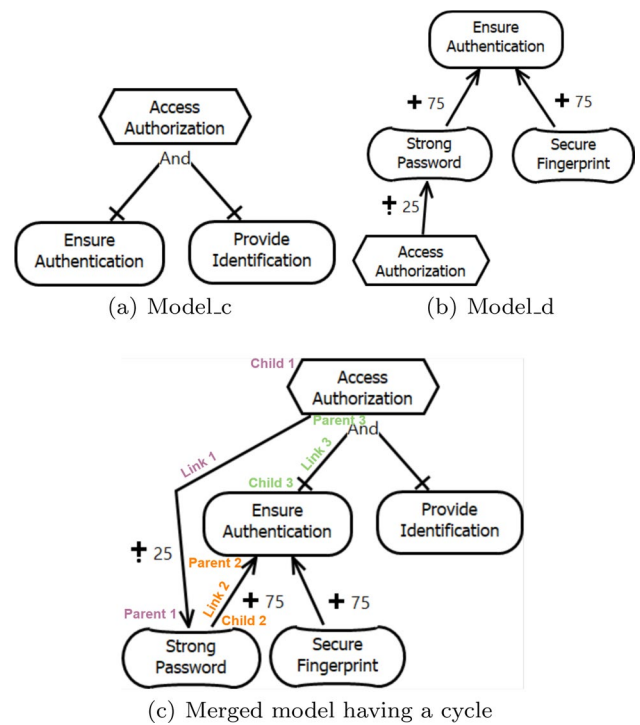 Access
Authorization
And
Ensure
Authentication
Provide
Identification
(a) Model_c
Ensure
Authentication
+ 75
+ 75
Strong
Password
Secure
Fingerprint
+ 25
Access
Authorization
(b) Model_d
Child 1
Access
Authorization
Parent 3
And
Link 1
Link 3
Child 3
Ensure
Authentication
Provide
Identification
+ 25
Parent 2
Link 2
+ 75
+ 75
Parent 1
Child 2
Strong
Password
Secure
Fingerprint
(c) Merged model having a cycle